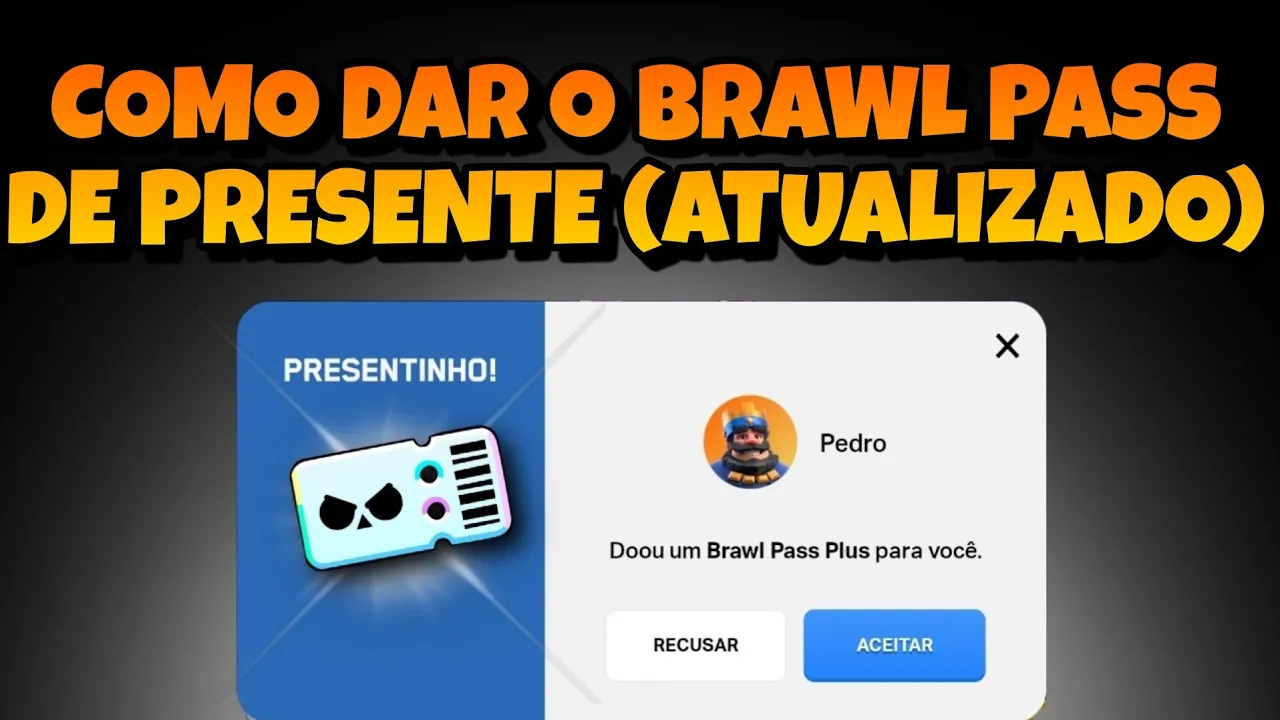 COMO DAR O BRAWL PASS
DE PRESENTE (ATUALIZADO)
PRESENTINHO!
Pedro
Doou um Brawl Pass Plus para você.
RECUSAR
ACEITAR